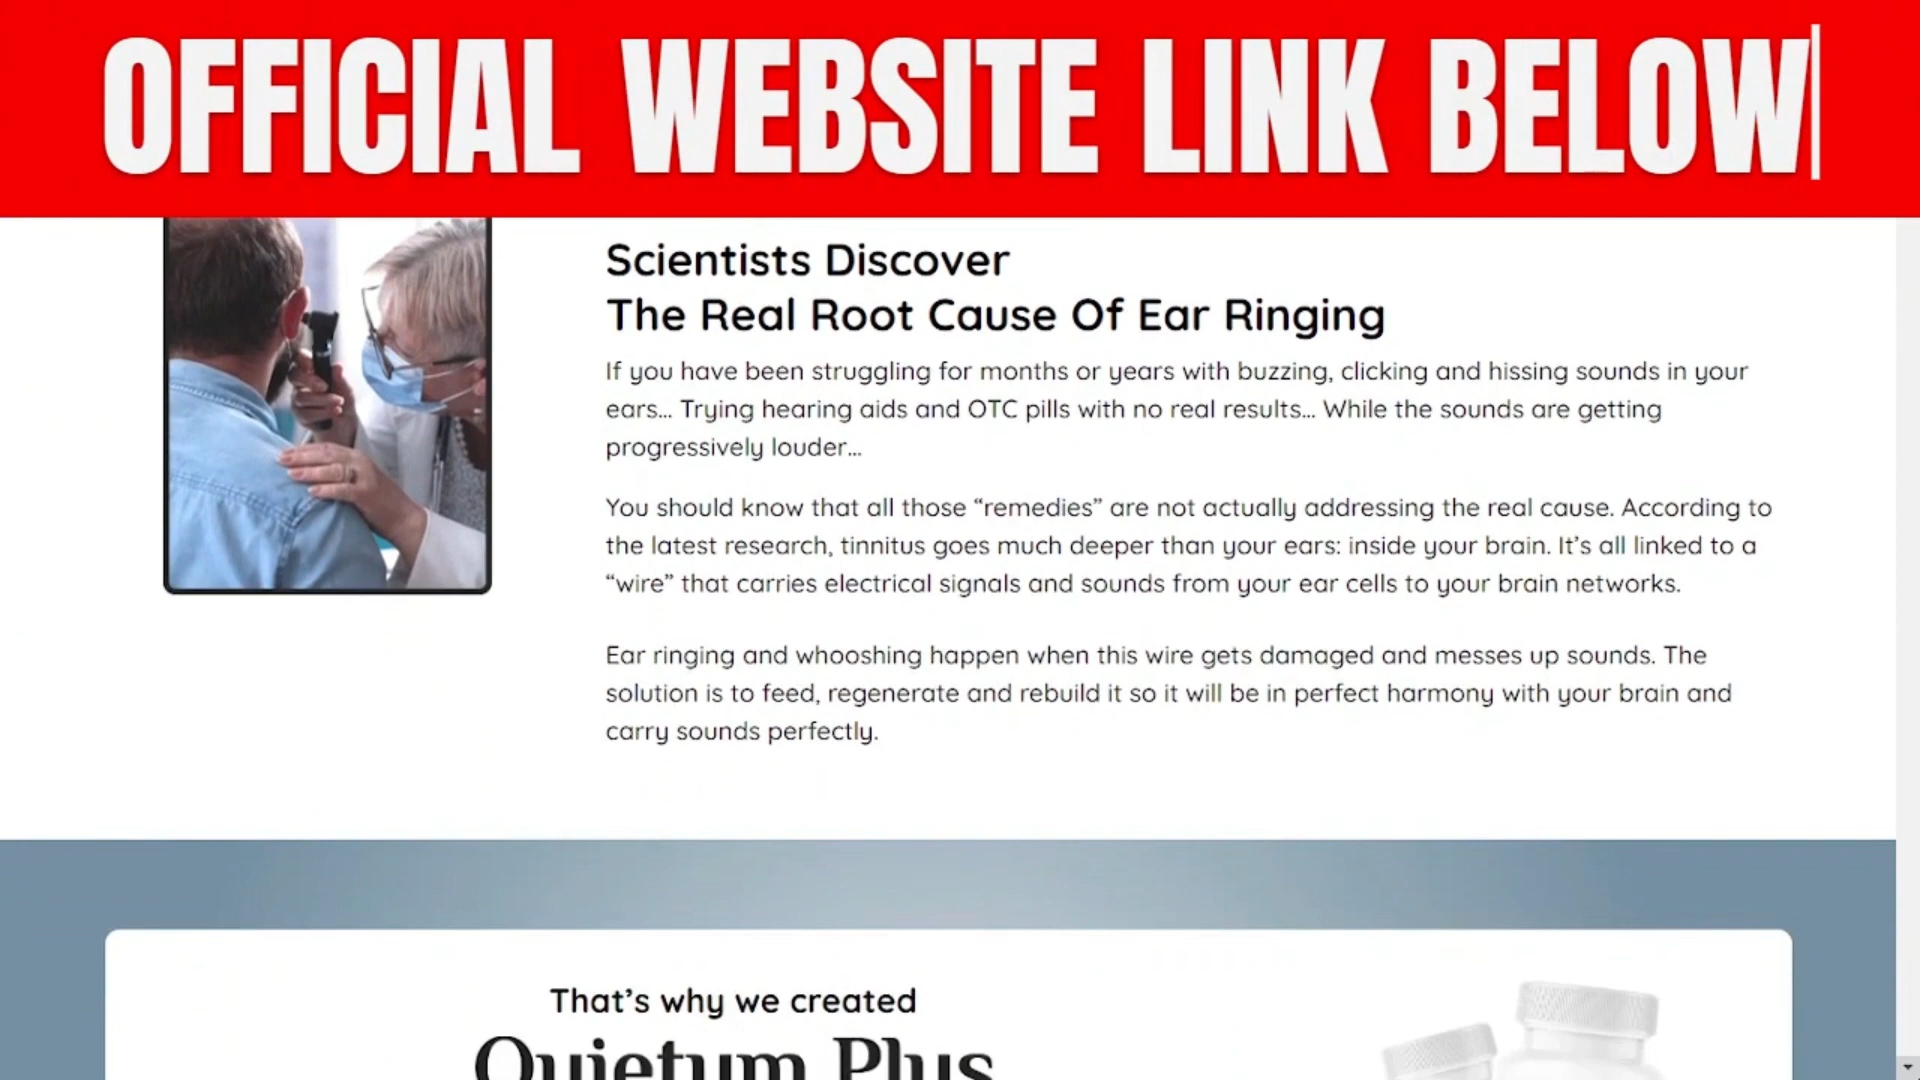 OFFICIAL WEBSITE LINK BELOW
Scientists Discover
The Real Root Cause Of Ear Ringing
If you have been struggling for months or years with buzzing, clicking and hissing sounds in your
ears... Trying hearing aids and OTC pills with no real results... While the sounds are getting
progressively louder...
You should know that all those “remedies” are not actually addressing the real cause. According to
the latest research, tinnitus goes much deeper than your ears: inside your brain. It’s all linked to a
“wire” that carries electrical signals and sounds from your ear cells to your brain networks.
Ear ringing and whooshing happen when this wire gets damaged and messes up sounds. The
solution is to feed, regenerate and rebuild it so it will be in perfect harmony with your brain and
carry sounds perfectly.
That’s why we created
Quietum Plus